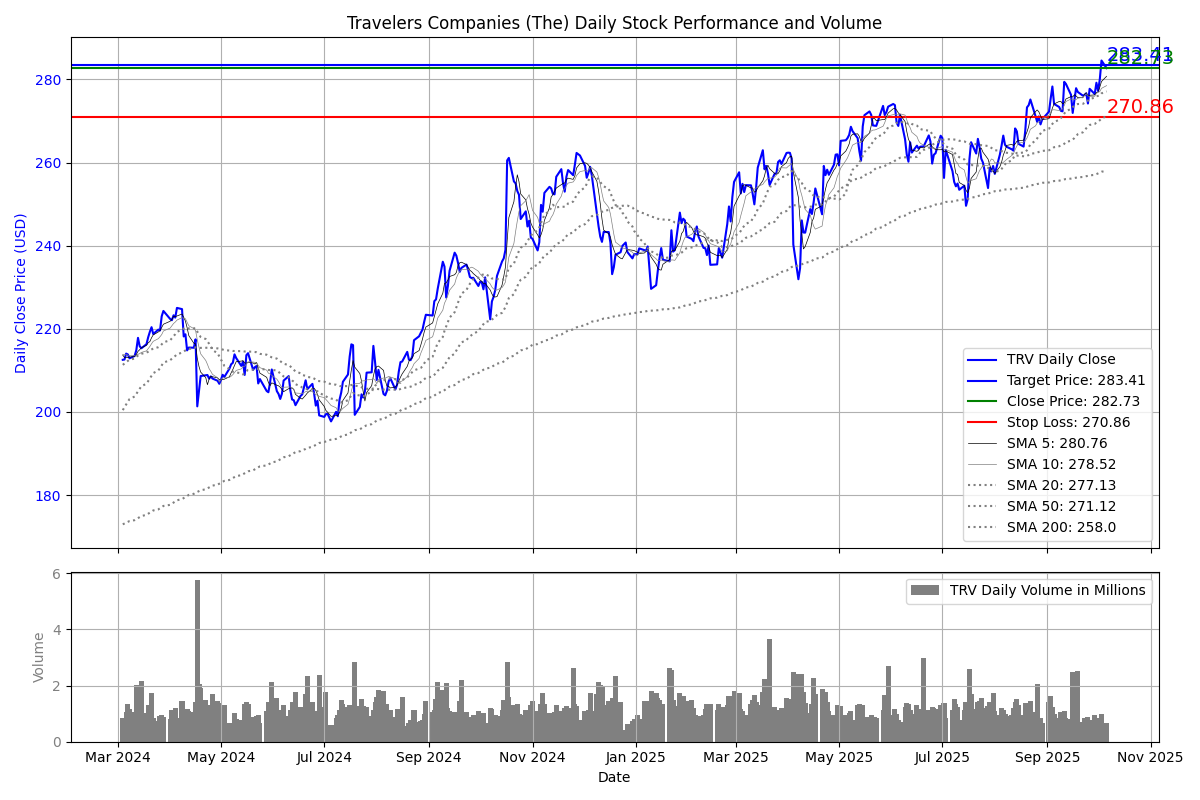 Travelers Companies (The) Daily Stock Performance and Volume
283.41
282.73
280
270.86
260
240
220
200
180
Daily Close Price (USD)
TRV Daily Close
Target Price: 283.41
Close Price: 282.73
Stop Loss: 270.86
SMA 5: 280.76
SMA 10: 278.52
SMA 20: 277.13
SMA 50: 271.12
SMA 200: 258.0
6
4
2
0
Volume
TRV Daily Volume in Millions
Mar 2024 May 2024 Jul 2024 Sep 2024 Nov 2024 Jan 2025 Mar 2025 May 2025 Jul 2025 Sep 2025 Nov 2025
Date